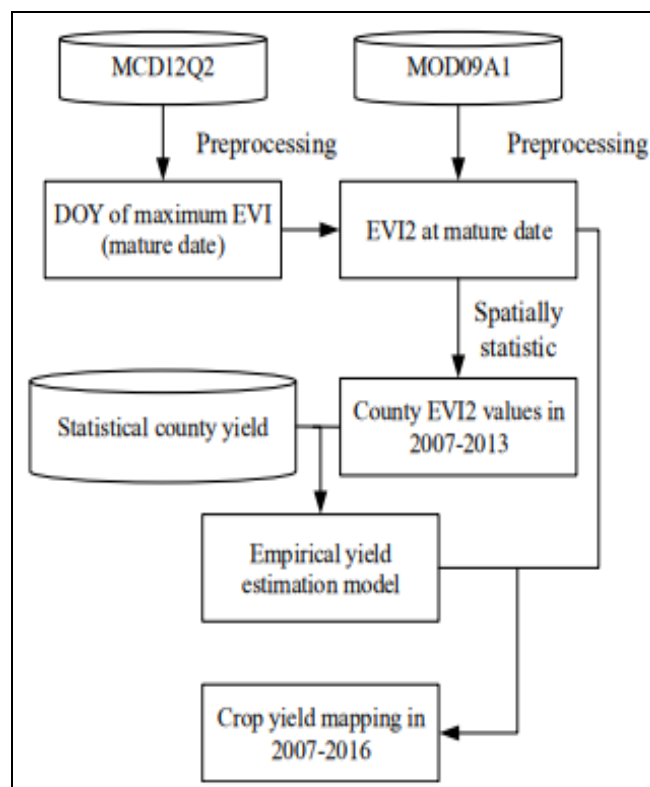 MCD12Q2
MOD09A1
Preprocessing
Preprocessing
DOY of maximum EVI
(mature date)
EVI2 at mature date
Spatially
statistic
Statistical county yield
County EVI2 values in
2007-2013
Empirical yield
estimation model
Crop yield mapping in
2007-2016